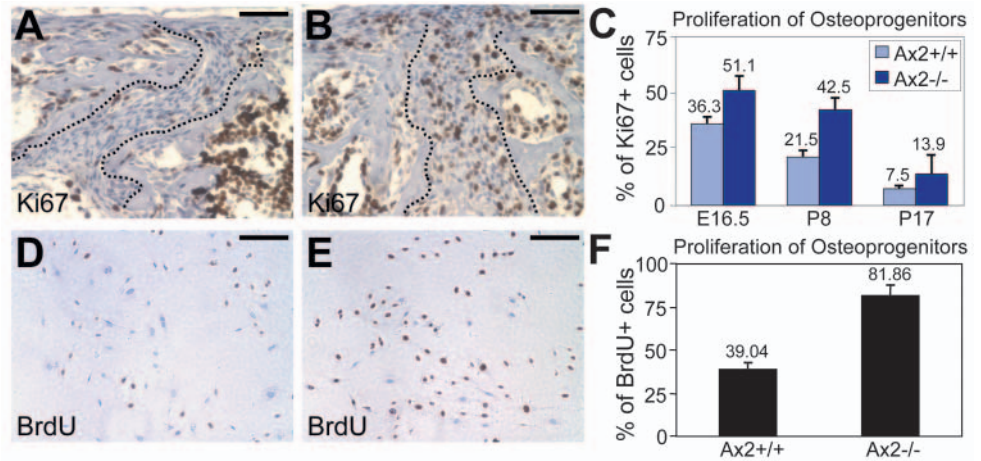 A
Ki67
B
Ki67
C
Proliferation of Osteoprogenitors
% of Ki67+ cells
75
50
25
0
Ax2+/+
Ax2-/-
36.3
51.1
21.5
42.5
7.5
13.9
E16.5
P8
P17
D
BrdU
E
BrdU
F
Proliferation of Osteoprogenitors
% of BrdU+ cells
100
75
50
25
0
39.04
81.86
Ax2+/+
Ax2-/-